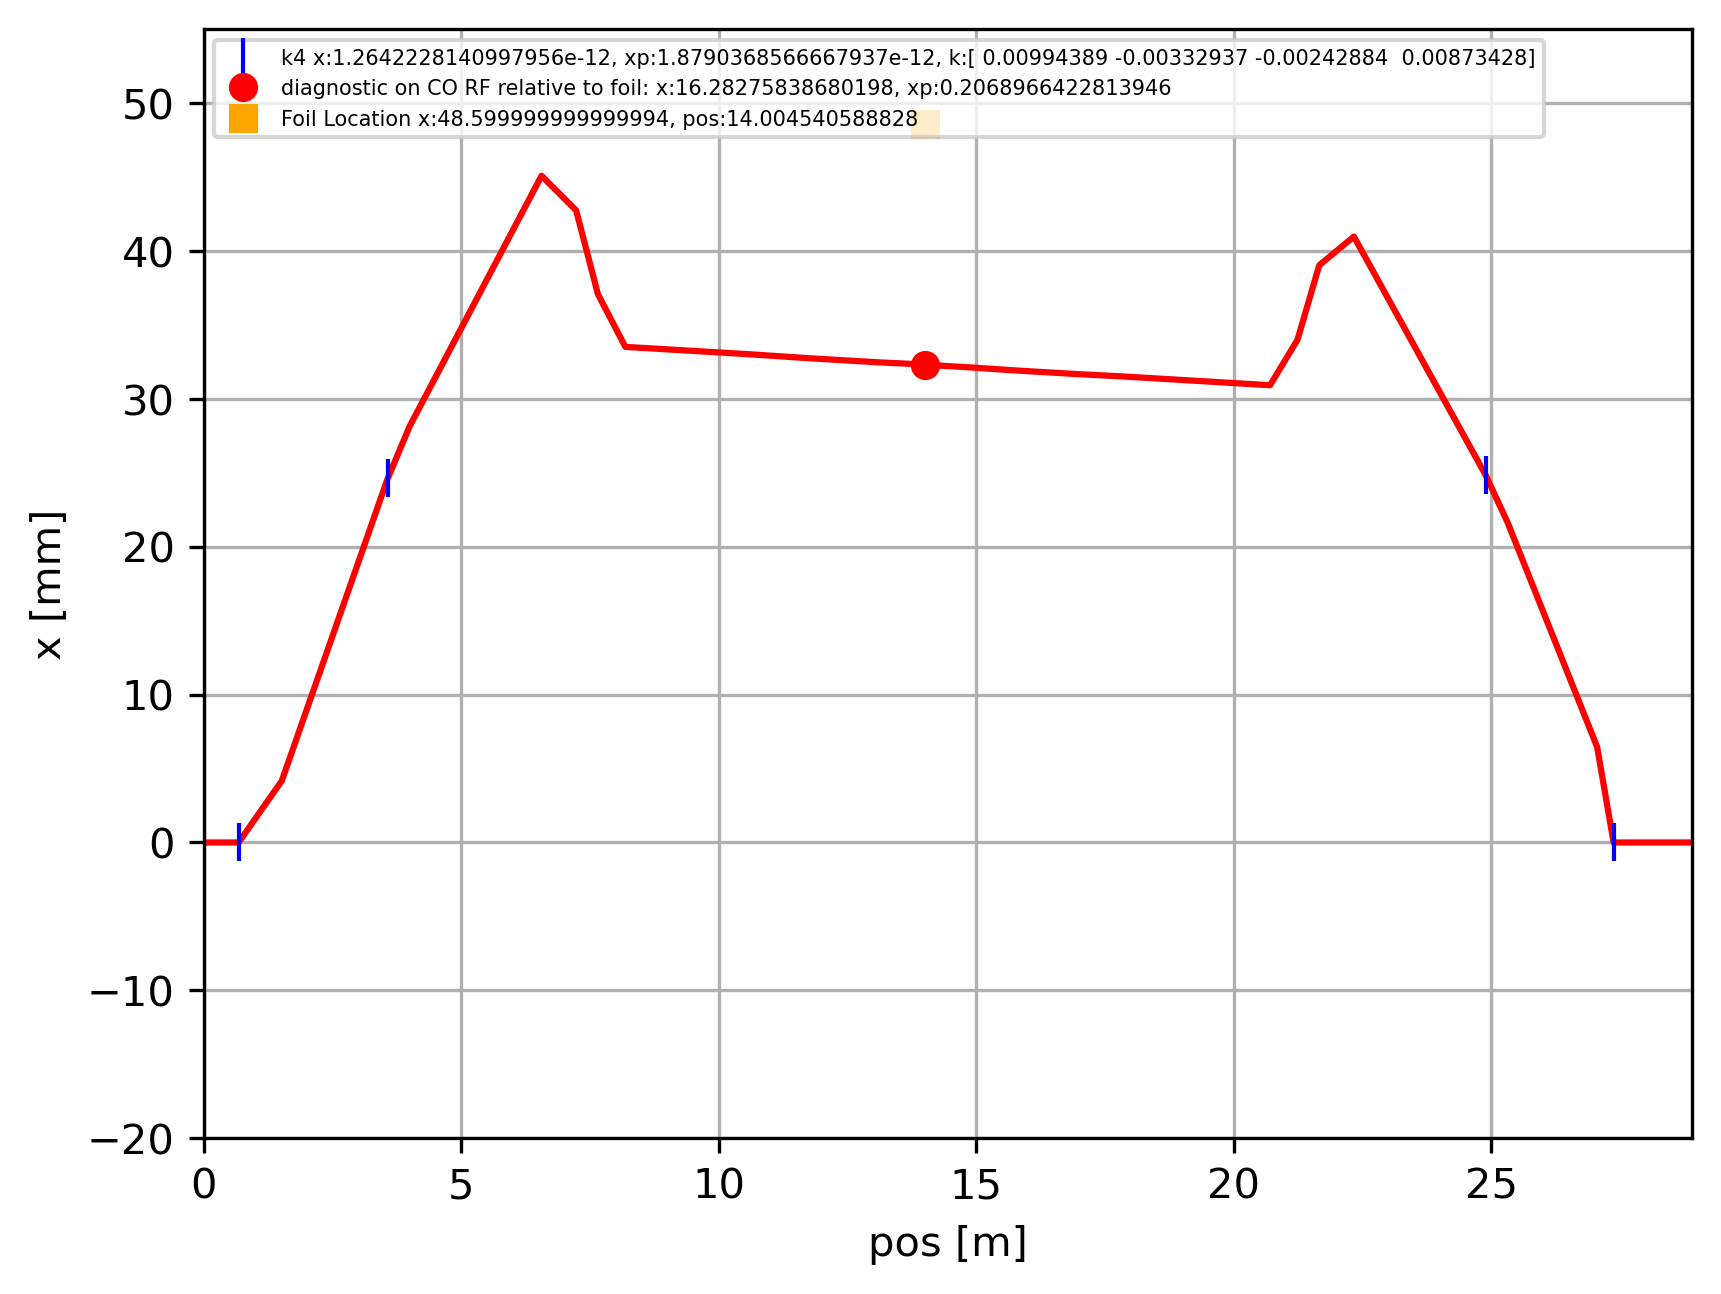 k4 x:1.2642228140997956e-12, xp:1.8790368566667937e-12, k:[ 0.00994389 -0.00332937 -0.00242884  0.00873428]
diagnostic on CO RF relative to foil: x:16.28275838680198, xp:0.2068966422813946
Foil Location x:48.599999999999994, pos:14.004540588828
50
40
30
20
10
0
−10
−20
x [mm]
0 5 10 15 20 25
pos [m]